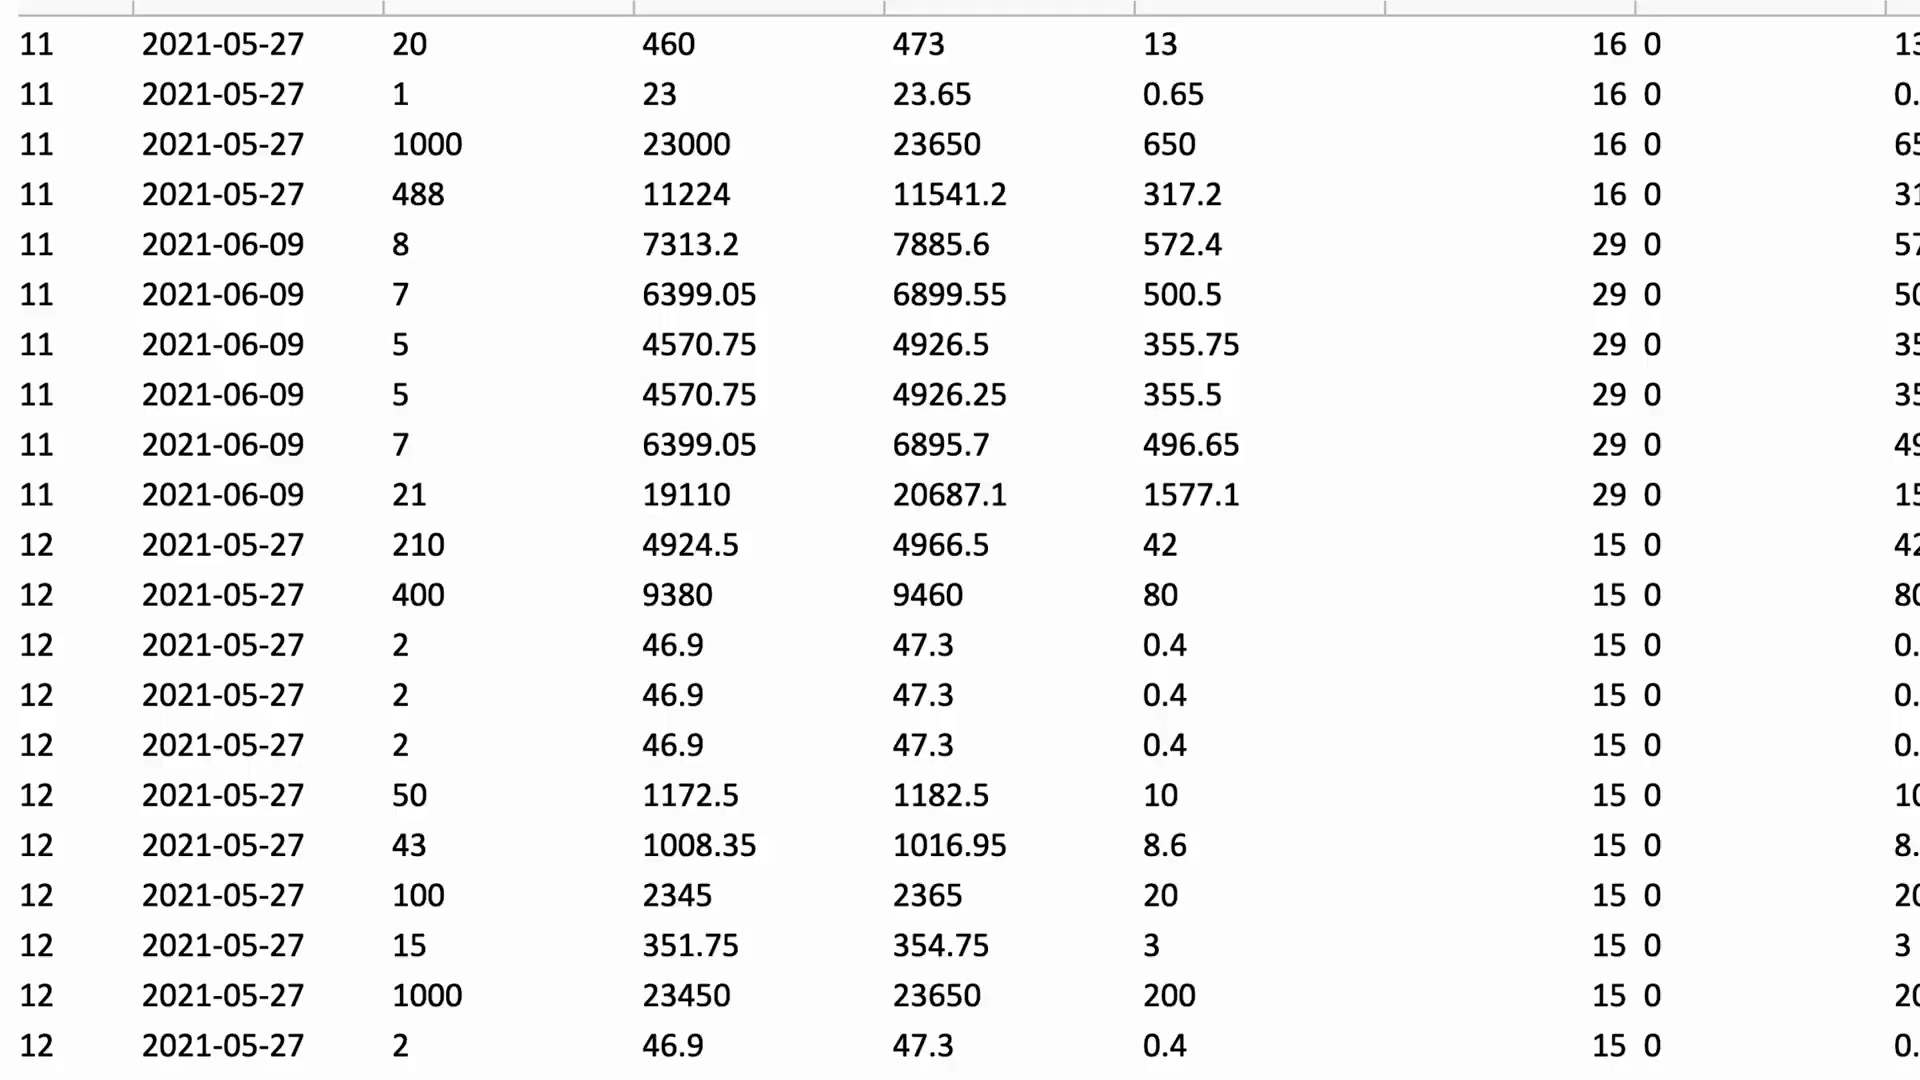 11 2021-05-27 20 460 473 13 16 0 13
11 2021-05-27 1 23 23.65 0.65 16 0 0.
11 2021-05-27 1000 23000 23650 650 16 0 65
11 2021-05-27 488 11224 11541.2 317.2 16 0 31
11 2021-06-09 8 7313.2 7885.6 572.4 29 0 57
11 2021-06-09 7 6399.05 6899.55 500.5 29 0 50
11 2021-06-09 5 4570.75 4926.5 355.75 29 0 35
11 2021-06-09 5 4570.75 4926.25 355.5 29 0 35
11 2021-06-09 7 6399.05 6895.7 496.65 29 0 49
11 2021-06-09 21 19110 20687.1 1577.1 29 0 15
12 2021-05-27 210 4924.5 4966.5 42 15 0 42
12 2021-05-27 400 9380 9460 80 15 0 80
12 2021-05-27 2 46.9 47.3 0.4 15 0 0.
12 2021-05-27 2 46.9 47.3 0.4 15 0 0.
12 2021-05-27 2 46.9 47.3 0.4 15 0 0.
12 2021-05-27 50 1172.5 1182.5 10 15 0 10
12 2021-05-27 43 1008.35 1016.95 8.6 15 0 8.
12 2021-05-27 100 2345 2365 20 15 0 20
12 2021-05-27 15 351.75 354.75 3 15 0 3
12 2021-05-27 1000 23450 23650 200 15 0 20
12 2021-05-27 2 46.9 47.3 0.4 15 0 0.